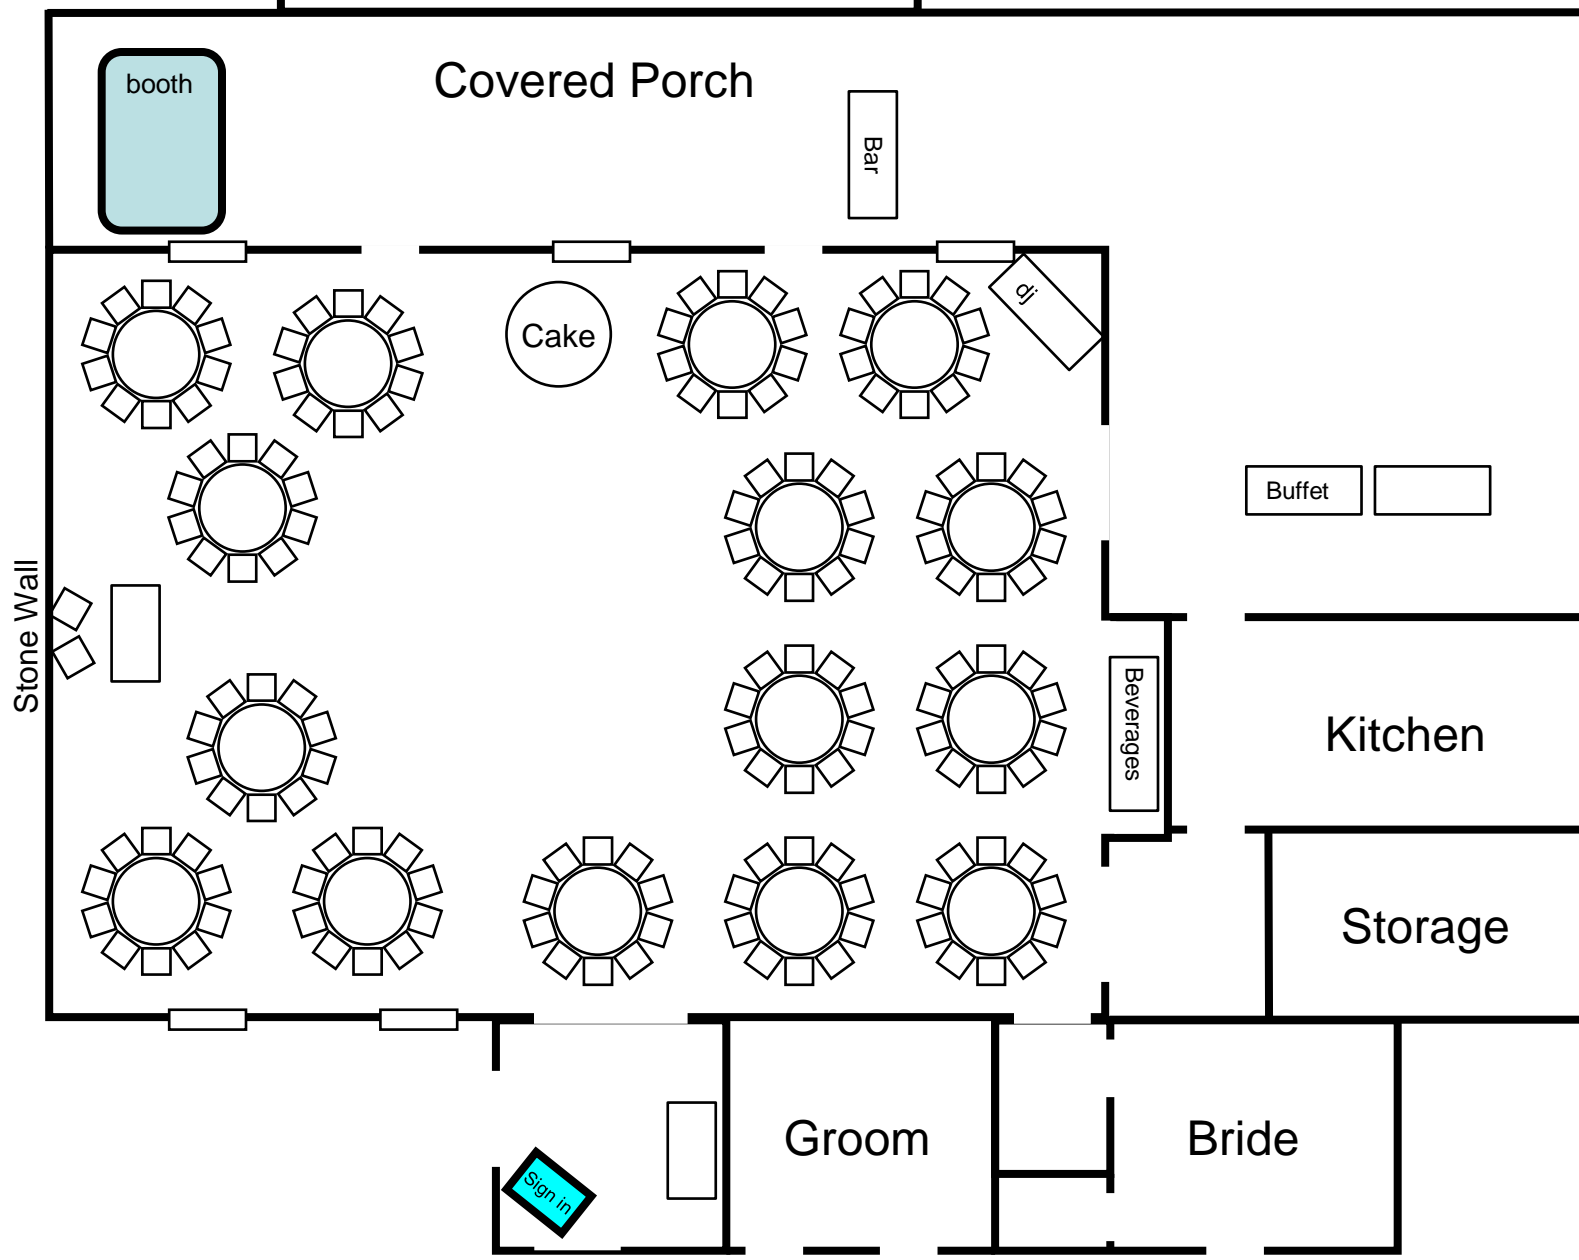 booth
Covered Porch
Bar
Cake
dj
Buffet
Stone Wall
Beverages
Kitchen
Storage
Groom
Bride
Sign in